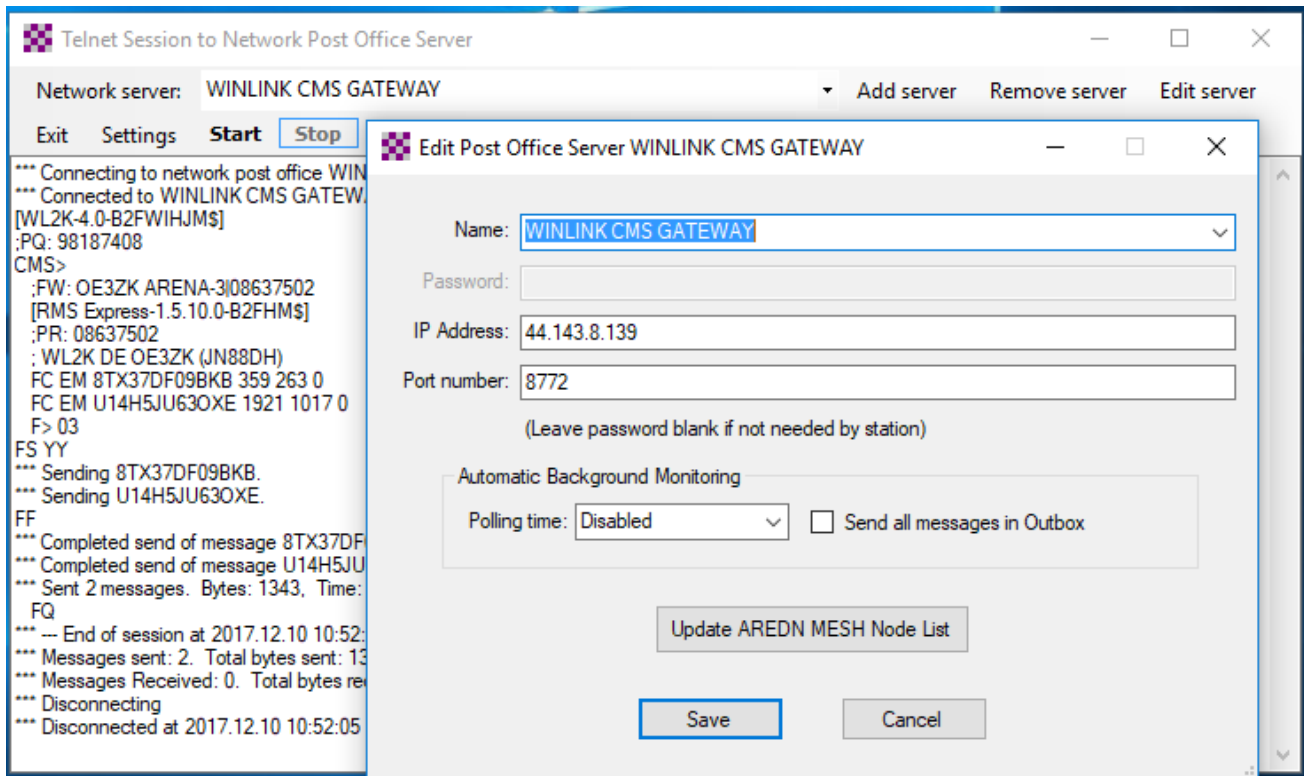 Telnet Session to Network Post Office Server
Network server: WINLINK CMS GATEWAY Add server Remove server Edit server
Exit Settings Start Stop
*** Connecting to network post office WIN
*** Connected to WINLINK CMS GATEWA
[WL2K-4.0-B2FWIHJM$]
;PQ: 98187408
CMS>
;FW: OE3ZK ARENA-3|08637502
[RMS Express-1.5.10.0-B2FHM$]
;PR: 08637502
; WL2K DE OE3ZK (JN88DH)
FC EM 8TX37DF09BKB 359 263 0
FC EM U14H5JU63OXE 1921 1017 0
F> 03
FS YY
*** Sending 8TX37DF09BKB.
*** Sending U14H5JU63OXE.
FF
*** Completed send of message 8TX37DF
*** Completed send of message U14H5JU
*** Sent 2 messages. Bytes: 1343, Time:
FQ
*** --- End of session at 2017.12.10 10:52:
*** Messages sent: 2. Total bytes sent: 13
*** Messages Received: 0. Total bytes re
*** Disconnecting
*** Disconnected at 2017.12.10 10:52:05
Edit Post Office Server WINLINK CMS GATEWAY
Name: WINLINK CMS GATEWAY
Password:
IP Address: 44.143.8.139
Port number: 8772
(Leave password blank if not needed by station)
Automatic Background Monitoring
Polling time: Disabled Send all messages in Outbox
Update AREDN MESH Node List
Save Cancel